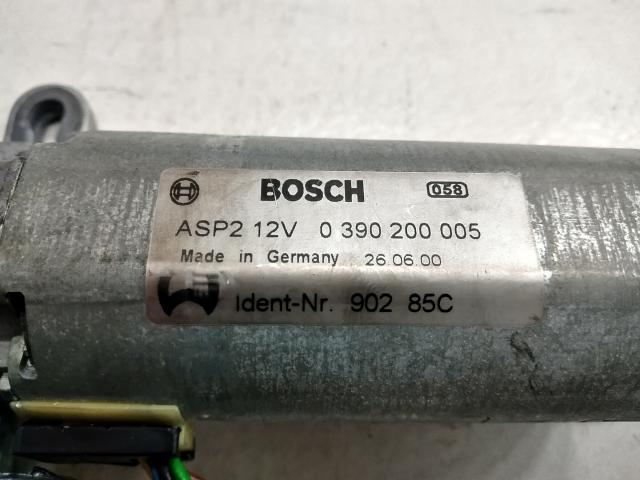 BOSCH 058
ASP2 12V 0 390 200 005
Made in Germany 26.06.00
Ident-Nr. 902 85C